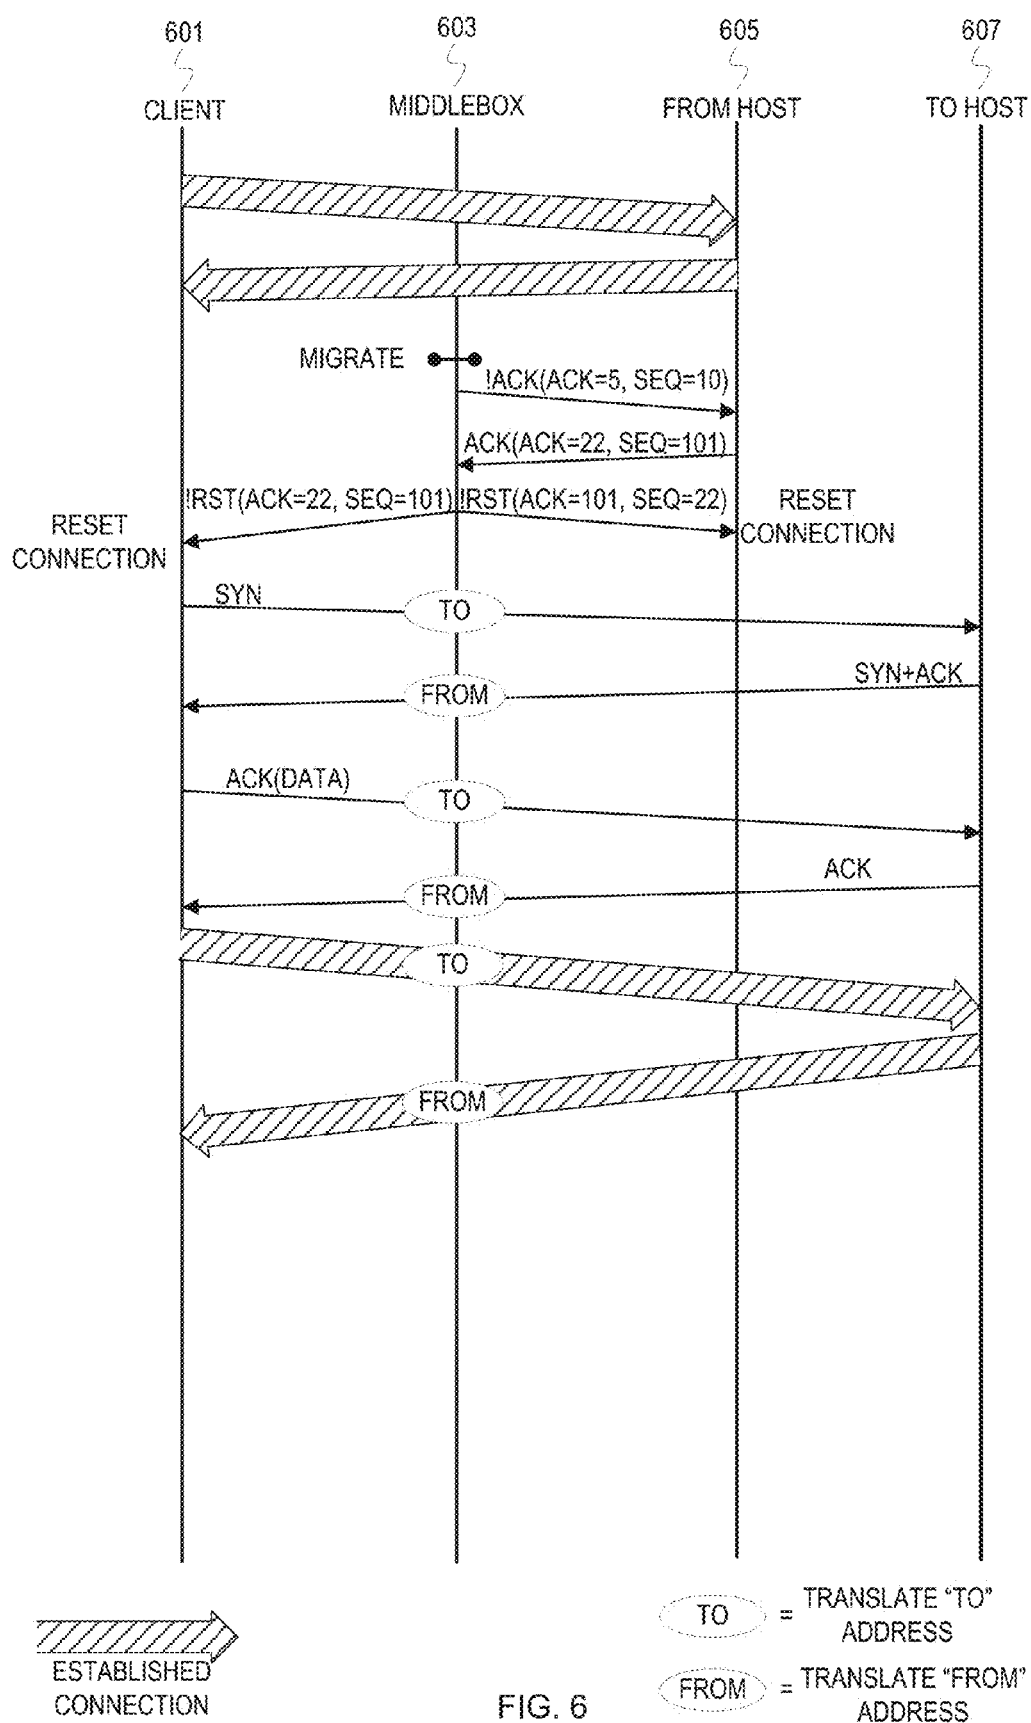 601
603
605
607
CLIENT
MIDDLEBOX
FROM HOST
TO HOST
MIGRATE
!ACK(ACK=5, SEQ=10)
ACK(ACK=22, SEQ=101)
!RST(ACK=22, SEQ=101)
!RST(ACK=101, SEQ=22)
RESET
CONNECTION
RESET
CONNECTION
SYN
TO
SYN+ACK
FROM
ACK(DATA)
TO
ACK
FROM
TO
FROM
ESTABLISHED
CONNECTION
FIG. 6
TO
= TRANSLATE "TO"
ADDRESS
FROM
= TRANSLATE "FROM"
ADDRESS